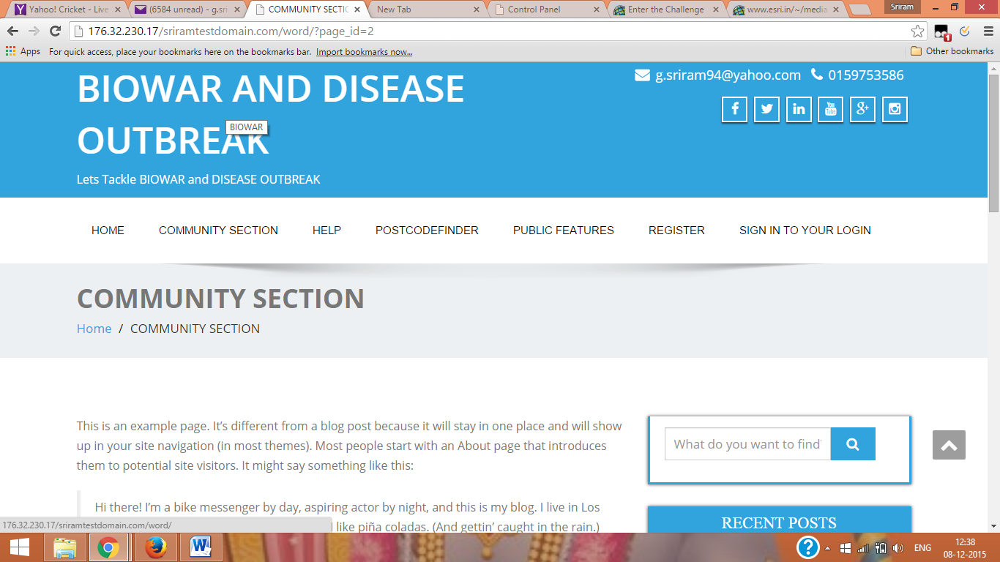 Yahoo! Cricket - Live
(6584 unread) - g.sri
COMMUNITY SECTIC
New Tab
Control Panel
Enter the Challenge
www.esri.in/~/media
Sriram
176.32.230.17/sriramtestdomain.com/word/?page_id=2
Apps
For quick access, place your bookmarks here on the bookmarks bar. Import bookmarks now...
Other bookmarks
BIOWAR AND DISEASE
OUTBREAK
BIOWAR
Lets Tackle BIOWAR and DISEASE OUTBREAK
g.sriram94@yahoo.com 0159753586
You Tube
HOME COMMUNITY SECTION HELP POSTCODEFINDER PUBLIC FEATURES REGISTER SIGN IN TO YOUR LOGIN
COMMUNITY SECTION
Home / COMMUNITY SECTION
This is an example page. It’s different from a blog post because it will stay in one place and will show
up in your site navigation (in most themes). Most people start with an About page that introduces
them to potential site visitors. It might say something like this:
Hi there! I’m a bike messenger by day, aspiring actor by night, and this is my blog. I live in Los
like piña coladas. (And gettin’ caught in the rain.)
What do you want to find
RECENT POSTS
176.32.230.17/sriramtestdomain.com/word/
ENG
12:38
08-12-2015